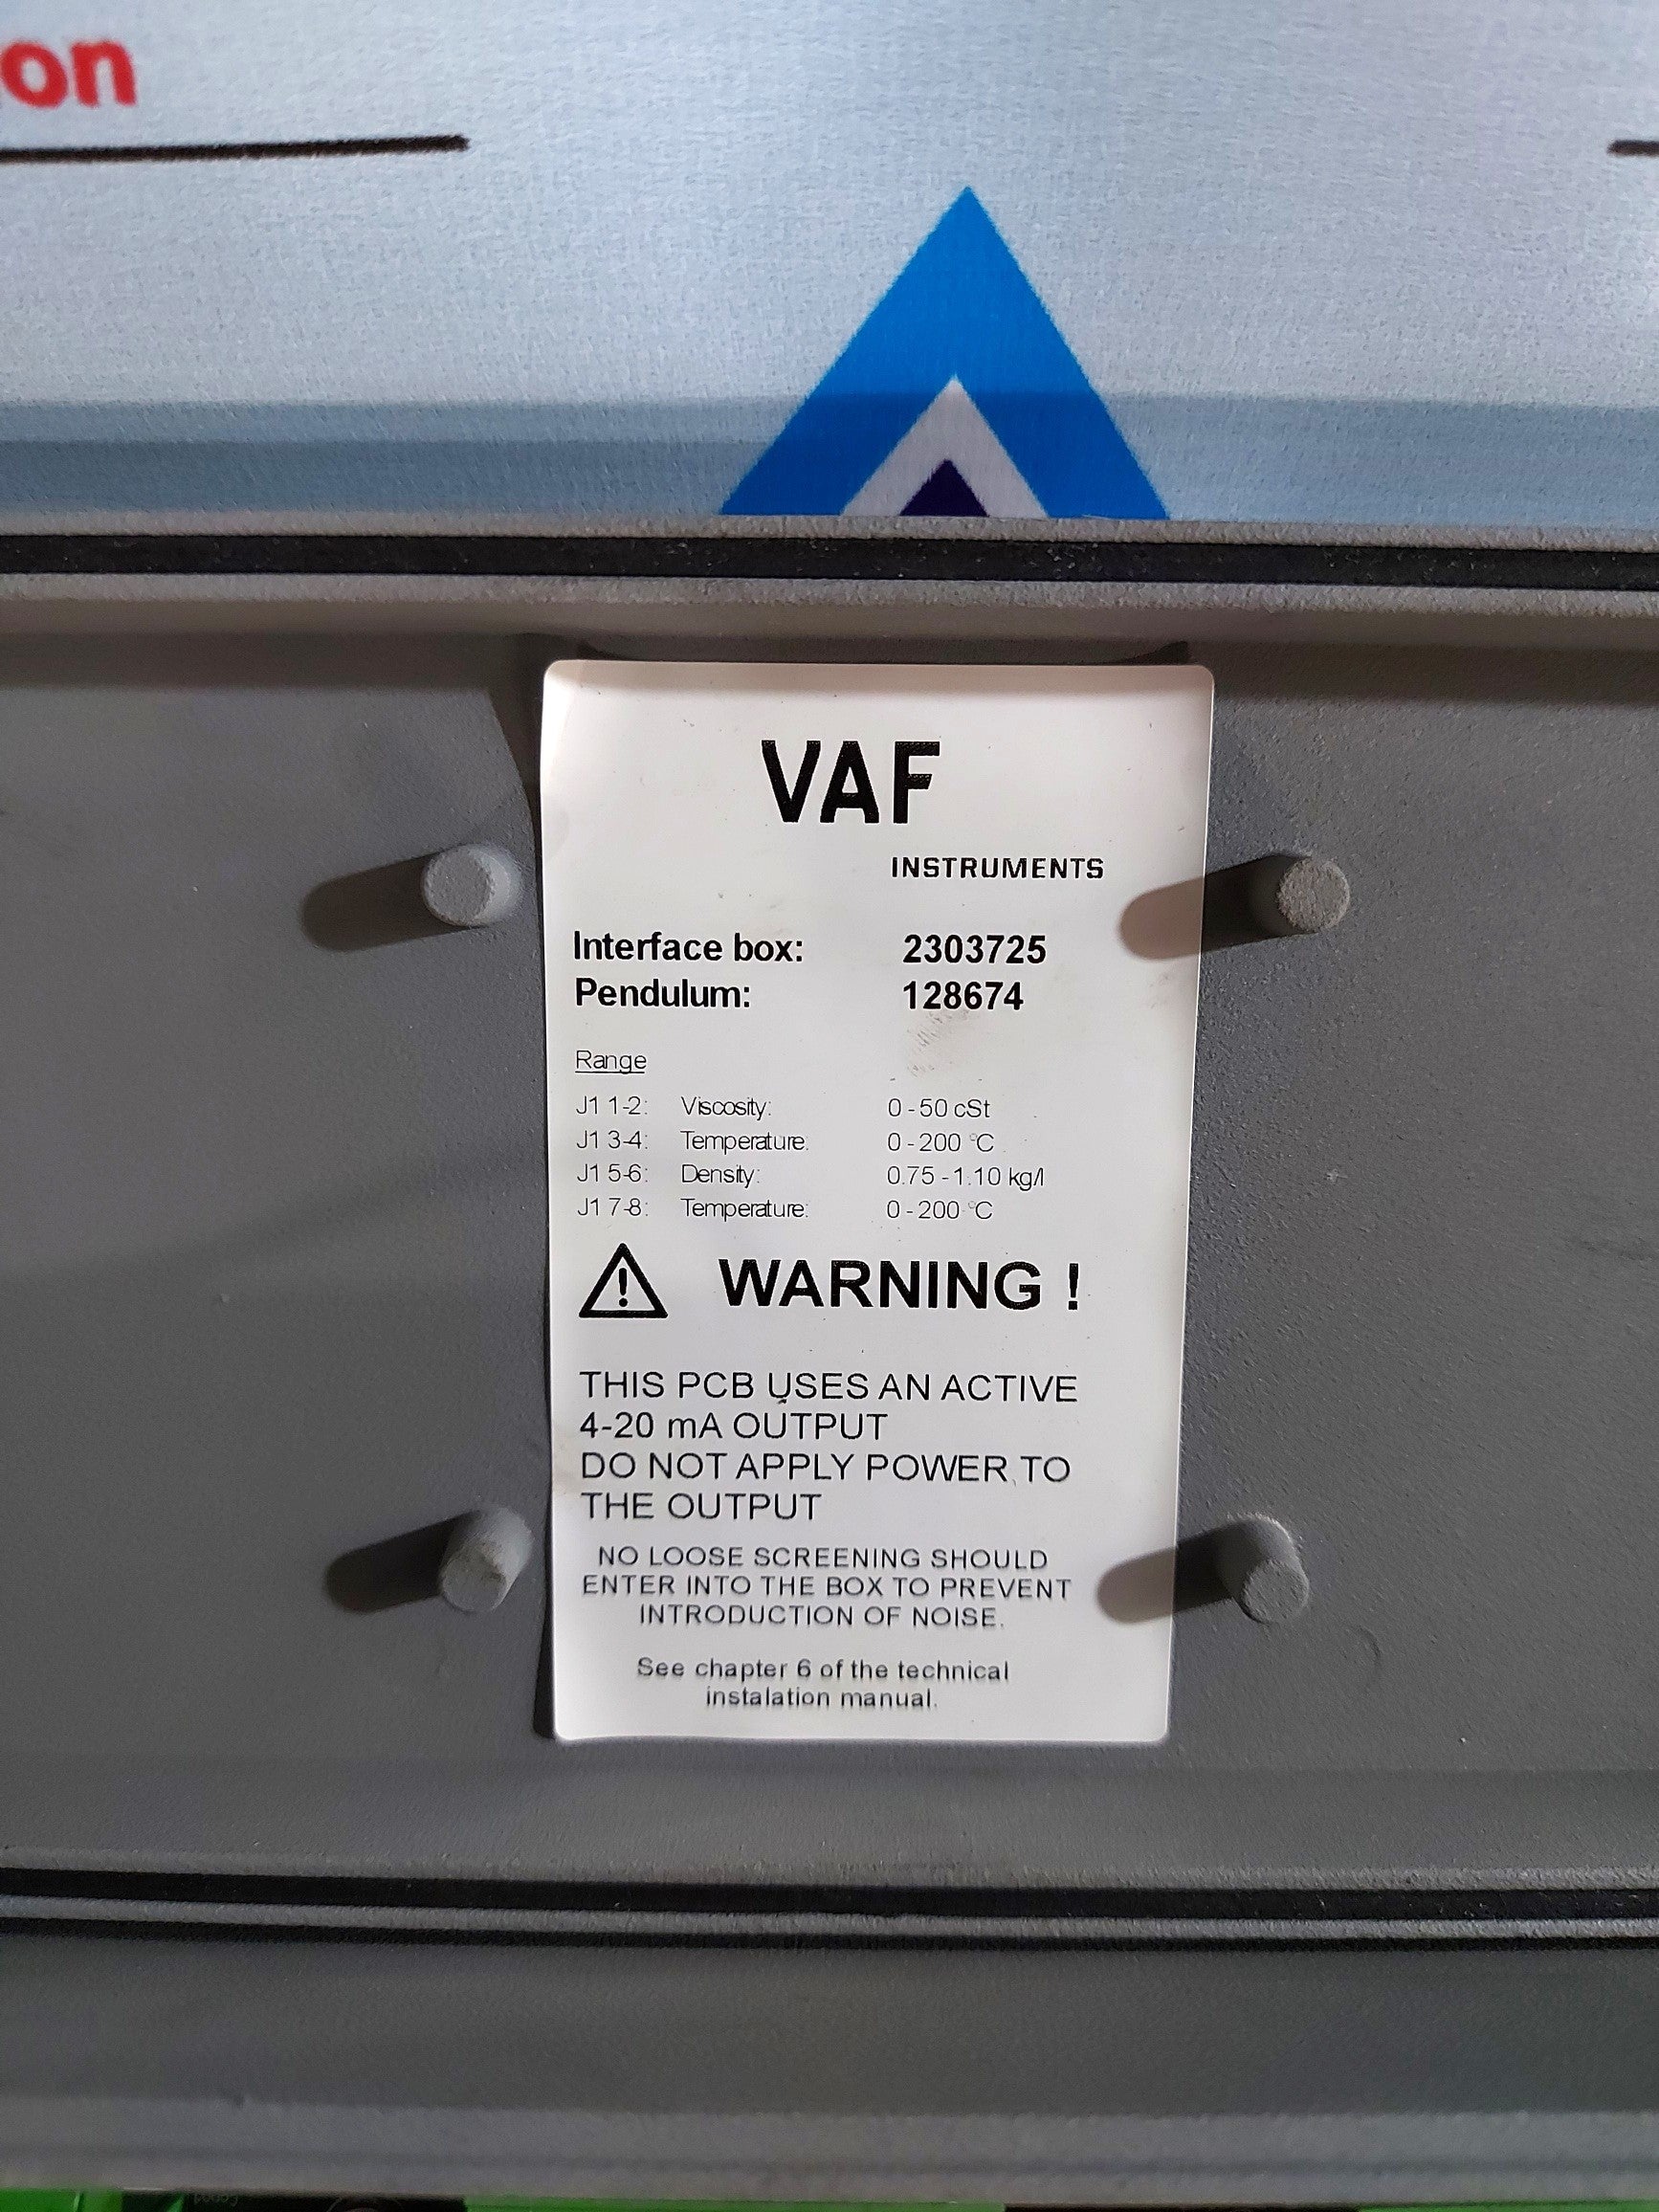 on
VAF
INSTRUMENTS
Interface box: 2303725
Pendulum: 128674
Range
J1 1-2: Viscosity: 0 - 50 cSt
J1 3-4: Temperature: 0 - 200 °C
J1 5-6: Density: 0.75 - 1.10 kg/l
J1 7-8: Temperature: 0 - 200 °C
WARNING !
THIS PCB USES AN ACTIVE
4-20 mA OUTPUT
DO NOT APPLY POWER TO
THE OUTPUT
NO LOOSE SCREENING SHOULD
ENTER INTO THE BOX TO PREVENT
INTRODUCTION OF NOISE.
See chapter 6 of the technical
instalation manual.